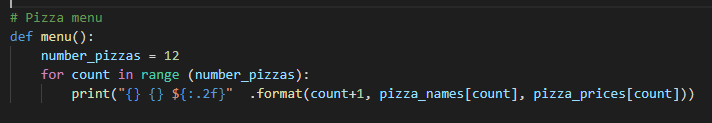 # Pizza menu
def menu():
    number_pizzas = 12
    for count in range (number_pizzas):
        print("{} {} ${:.2f}"  .format(count+1, pizza_names[count], pizza_prices[count]))